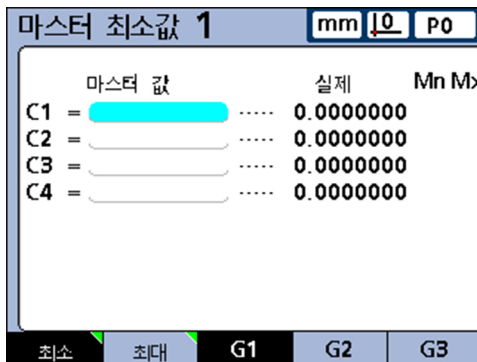 마스터 최소값 1 mm 0 P0
마스터 값 실제 Mn Mx
C1 = ..... 0.0000000
C2 = ..... 0.0000000
C3 = ..... 0.0000000
C4 = ..... 0.0000000
최소 최대 G1 G2 G3